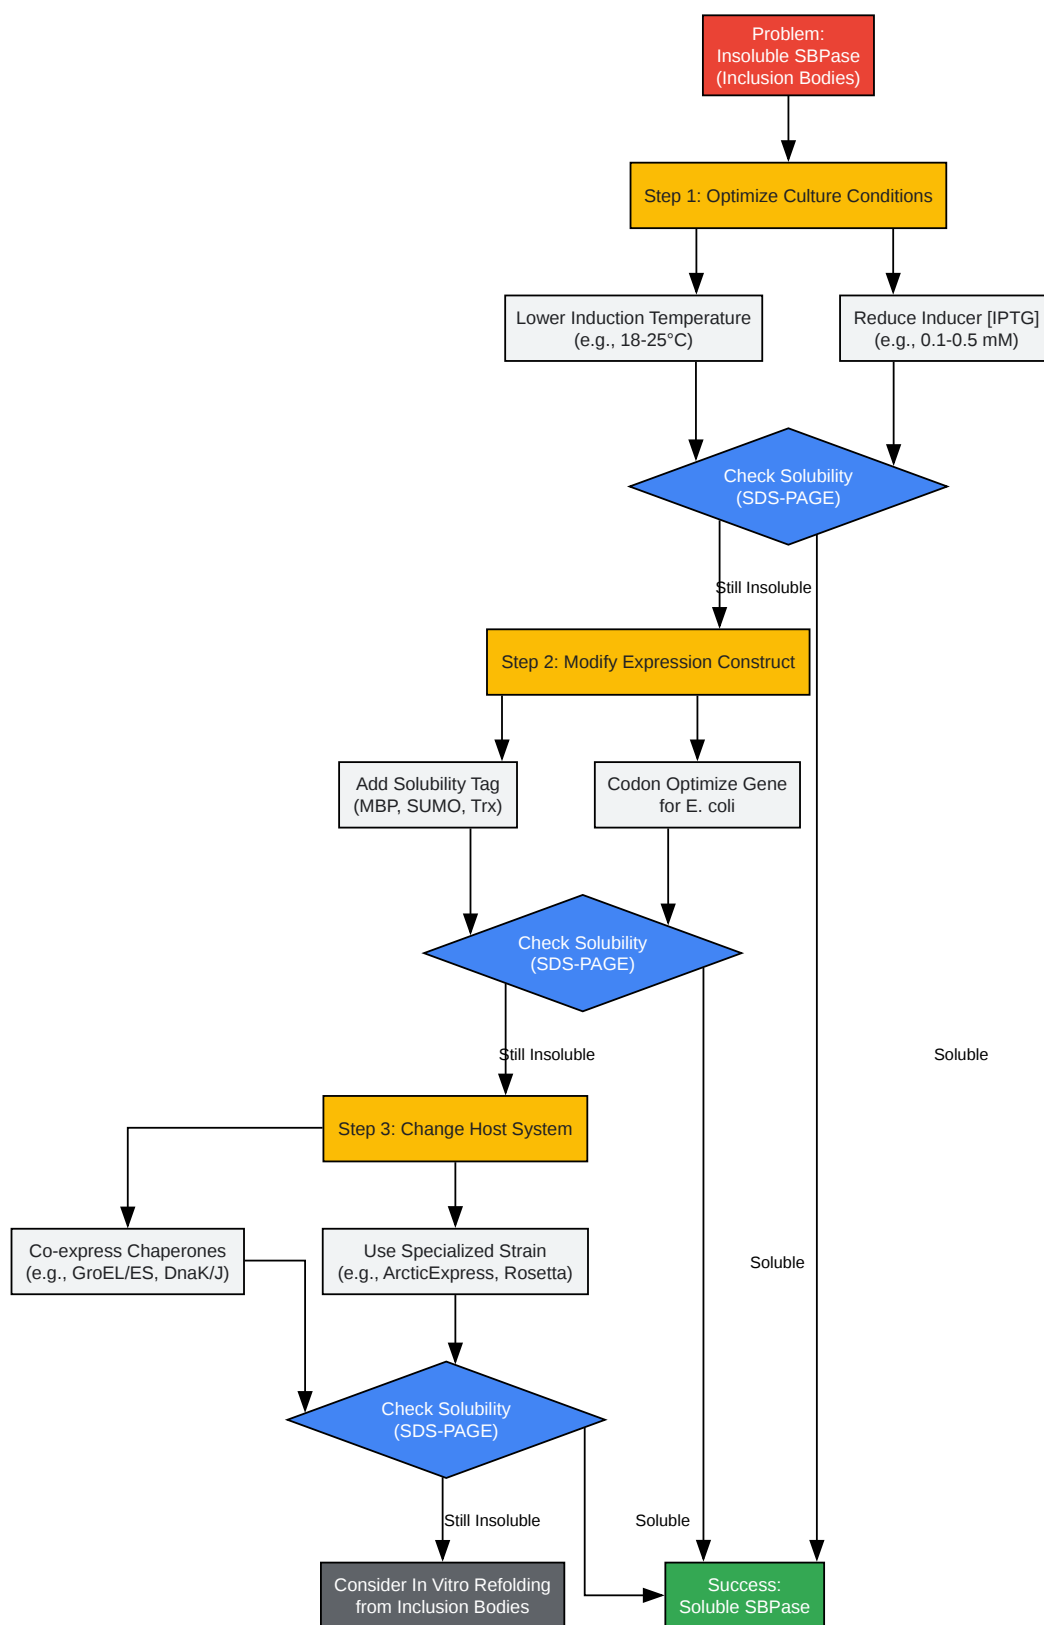 Problem:
Insoluble SBPase
(Inclusion Bodies)
Step 1: Optimize Culture Conditions
Lower Induction Temperature
(e.g., 18-25°C)
Reduce Inducer [IPTG]
(e.g., 0.1-0.5 mM)
Check Solubility
(SDS-PAGE)
Still Insoluble
Step 2: Modify Expression Construct
Add Solubility Tag
(MBP, SUMO, Trx)
Codon Optimize Gene
for E. coli
Check Solubility
(SDS-PAGE)
Still Insoluble
Soluble
Step 3: Change Host System
Co-express Chaperones
(e.g., GroEL/ES, DnaK/J)
Use Specialized Strain
(e.g., ArcticExpress, Rosetta)
Soluble
Check Solubility
(SDS-PAGE)
Still Insoluble
Soluble
Consider In Vitro Refolding
from Inclusion Bodies
Success:
Soluble SBPase